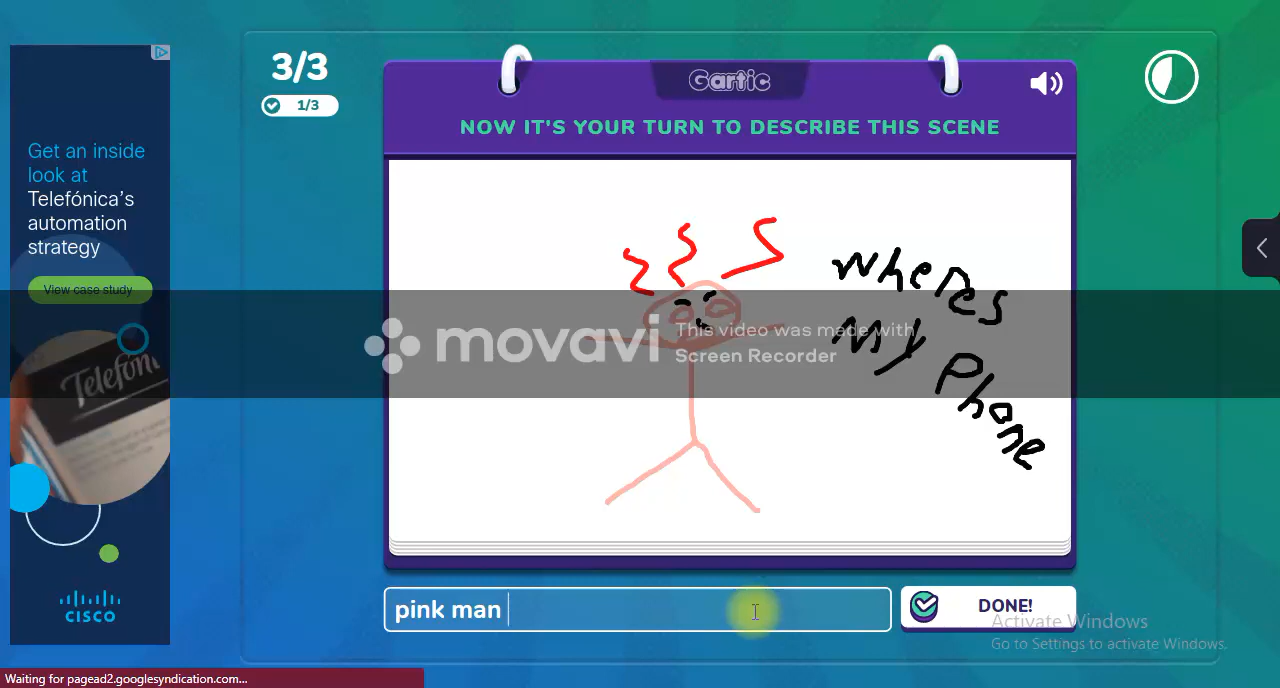 3/3
1/3
Gartic
NOW IT'S YOUR TURN TO DESCRIBE THIS SCENE
Get an inside
look at
Telefónica's
automation
strategy
View case study
Telefóni
CISCO
wheres
My Phone
movavi
This video was made with
Screen Recorder
pink man
DONE!
Activate Windows
Go to Settings to activate Windows.
Waiting for pagead2.googlesyndication.com...